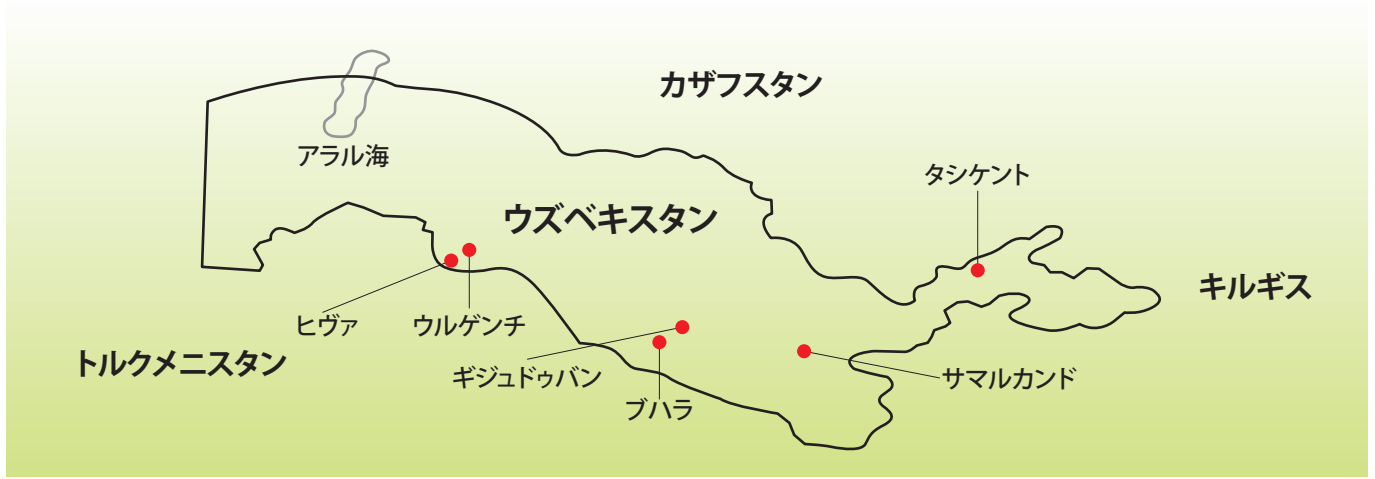 カザフスタン
アラル海
タシケント
ウズベキスタン
キルギス
ヒヴァ
ウルゲンチ
トルクメニスタン
ギジュドゥバン
サマルカンド
ブハラ